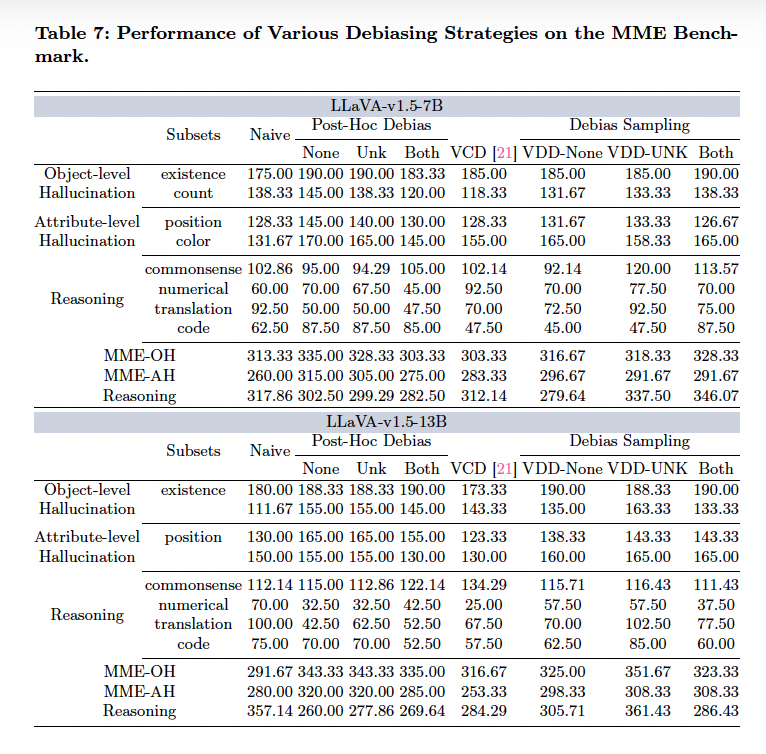 Table 7: Performance of Various Debiasing Strategies on the MME Bench-
mark.
LLaVA-v1.5-7B
Subsets Naive Post-Hoc Debias Debias Sampling
None Unk Both VCD [21] VDD-None VDD-UNK Both
Object-level existence 175.00 190.00 190.00 183.33 185.00 185.00 185.00 190.00
Hallucination count 138.33 145.00 138.33 120.00 118.33 131.67 133.33 138.33
Attribute-level position 128.33 145.00 140.00 130.00 128.33 131.67 133.33 126.67
Hallucination color 131.67 170.00 165.00 145.00 155.00 165.00 158.33 165.00
commonsense 102.86 95.00 94.29 105.00 102.14 92.14 120.00 113.57
Reasoning numerical 60.00 70.00 67.50 45.00 92.50 70.00 77.50 70.00
translation 92.50 50.00 50.00 47.50 70.00 72.50 92.50 75.00
code 62.50 87.50 87.50 85.00 47.50 45.00 47.50 87.50
MME-OH 313.33 335.00 328.33 303.33 303.33 316.67 318.33 328.33
MME-AH 260.00 315.00 305.00 275.00 283.33 296.67 291.67 291.67
Reasoning 317.86 302.50 299.29 282.50 312.14 279.64 337.50 346.07
LLaVA-v1.5-13B
Subsets Naive Post-Hoc Debias Debias Sampling
None Unk Both VCD [21] VDD-None VDD-UNK Both
Object-level existence 180.00 188.33 188.33 190.00 173.33 190.00 188.33 190.00
Hallucination 111.67 155.00 155.00 145.00 143.33 135.00 163.33 133.33
Attribute-level position 130.00 165.00 165.00 155.00 123.33 138.33 143.33 143.33
Hallucination 150.00 155.00 155.00 130.00 130.00 160.00 165.00 165.00
commonsense 112.14 115.00 112.86 122.14 134.29 115.71 116.43 111.43
Reasoning numerical 70.00 32.50 32.50 42.50 25.00 57.50 57.50 37.50
translation 100.00 42.50 62.50 52.50 67.50 70.00 102.50 77.50
code 75.00 70.00 70.00 52.50 57.50 62.50 85.00 60.00
MME-OH 291.67 343.33 343.33 335.00 316.67 325.00 351.67 323.33
MME-AH 280.00 320.00 320.00 285.00 253.33 298.33 308.33 308.33
Reasoning 357.14 260.00 277.86 269.64 284.29 305.71 361.43 286.43